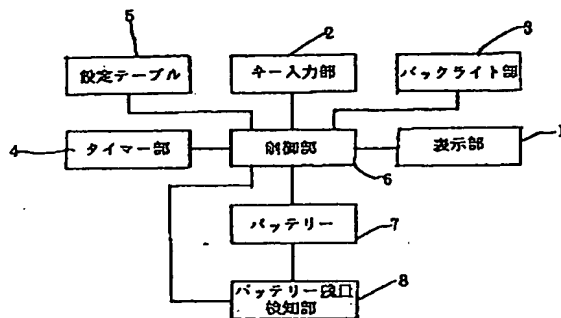 5
2
3
設定テーブル
キー入力部
バックライト部
4
タイマー部
制御部
表示部
1
6
バッテリー
7
バッテリー
検知部
8